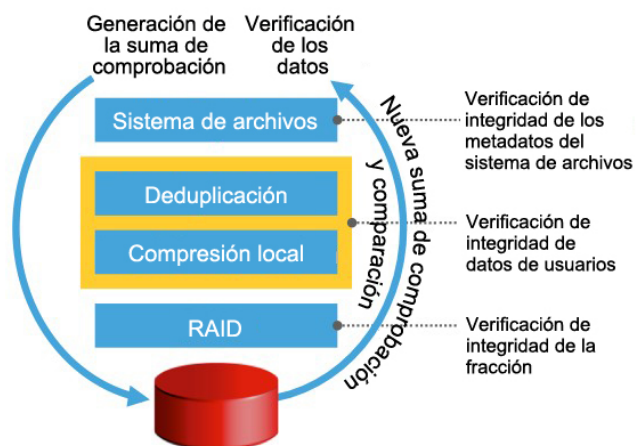 Generación de
la suma de
comprobación
Verificación
de los
datos
Sistema de archivos
Deduplicación
Compresión local
RAID
Nueva suma de comprobación
y comparación
Verificación de
integridad de los
metadatos del
sistema de archivos
Verificación de
integridad de
datos de usuarios
Verificación de
integridad de la
fracción